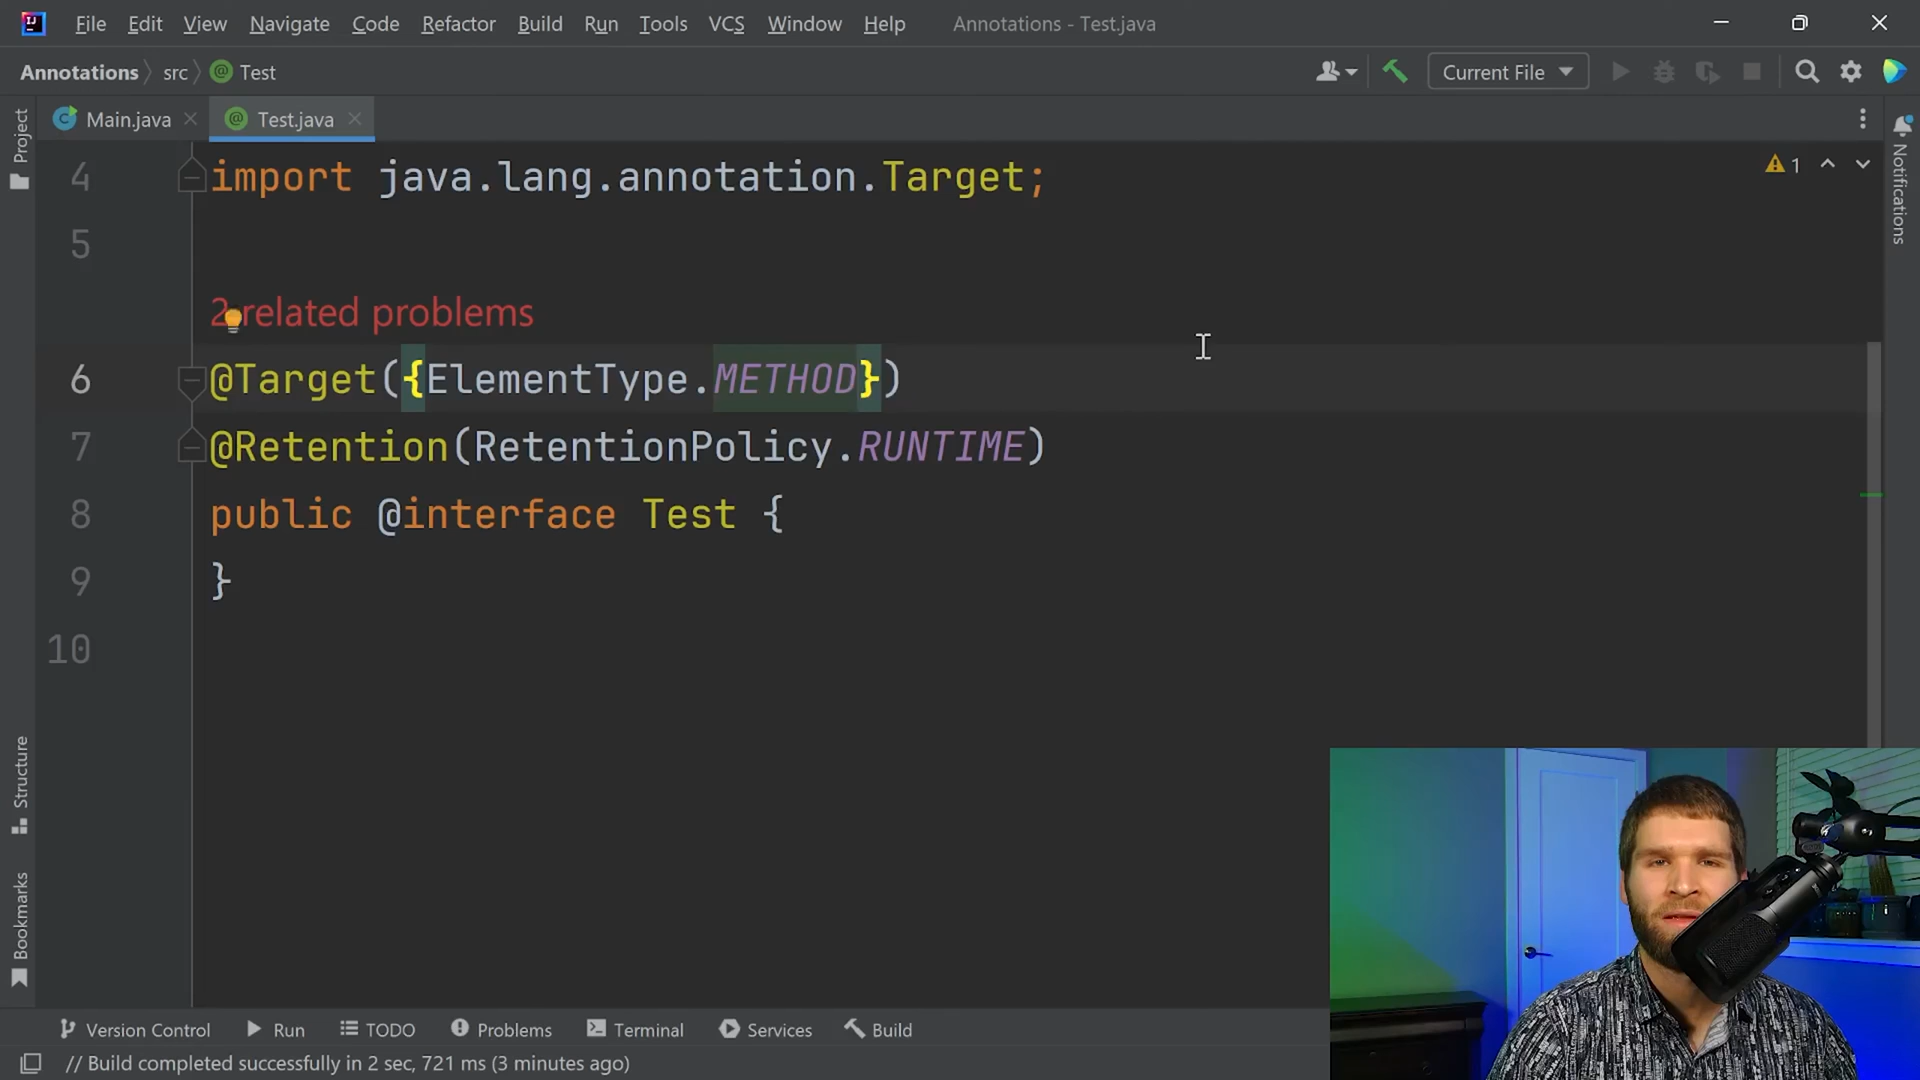 File Edit View Navigate Code Refactor Build Run Tools VCS Window Help Annotations - Test.java
Annotations src Test Current File
Main.java Test.java
Project
Notifications
1
4 import java.lang.annotation.Target;
5
2 related problems
6 @Target({ElementType.METHOD})
7 @Retention(RetentionPolicy.RUNTIME)
8 public @interface Test {
9 }
10
Structure
Bookmarks
Version Control Run TODO Problems Terminal Services Build
// Build completed successfully in 2 sec, 721 ms (3 minutes ago)